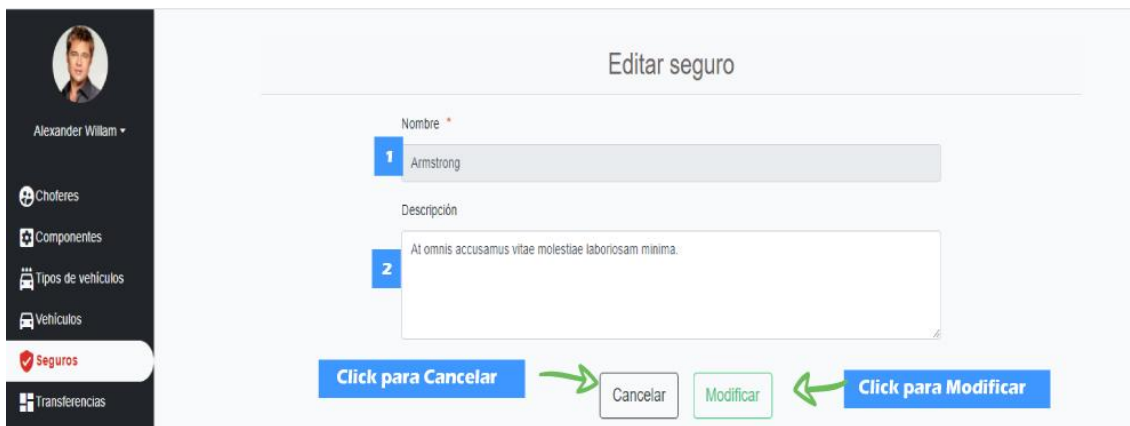 Editar seguro
Alexander Willam
Choferes
Componentes
Tipos de vehículos
Vehículos
Seguros
Transferencias
Nombre *
1
Armstrong
Descripción
2
At omnis accusamus vitae molestiae laboriosam minima.
Click para Cancelar
Cancelar
Modificar
Click para Modificar